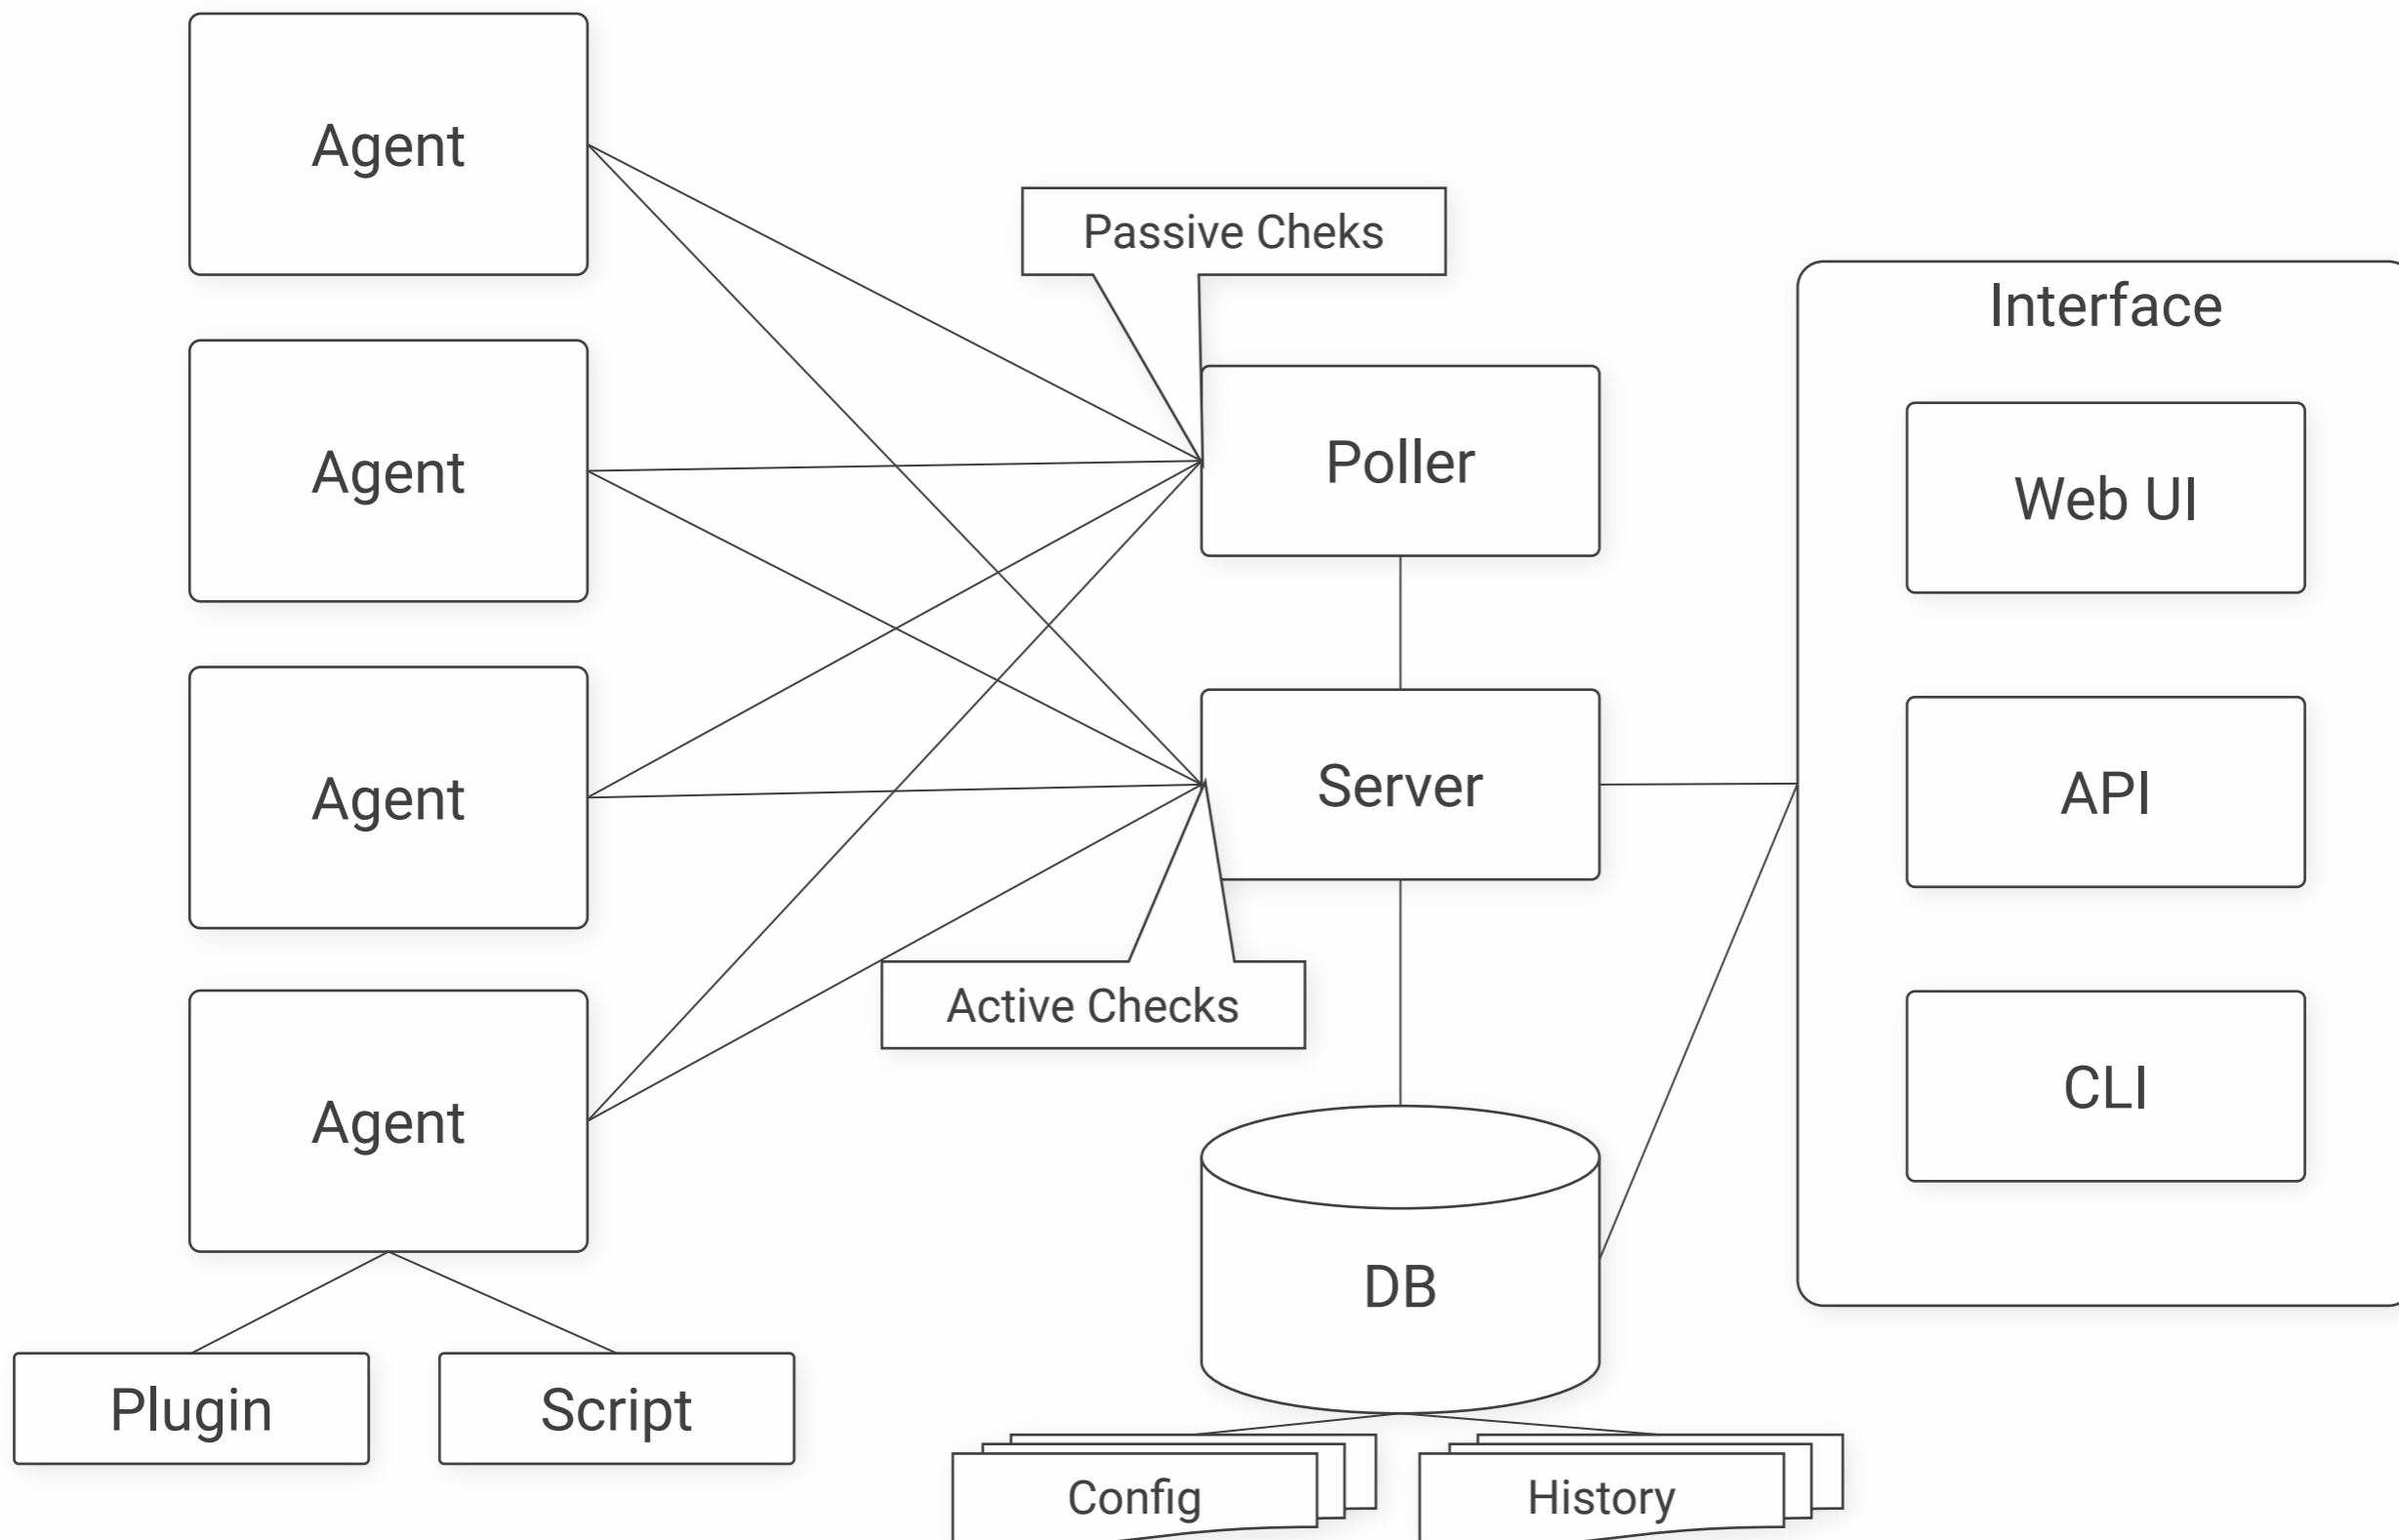 Agent
Passive Cheks
Interface
Agent
Poller
Web UI
Agent
Server
API
Active Checks
Agent
CLI
DB
Plugin
Script
Config
History